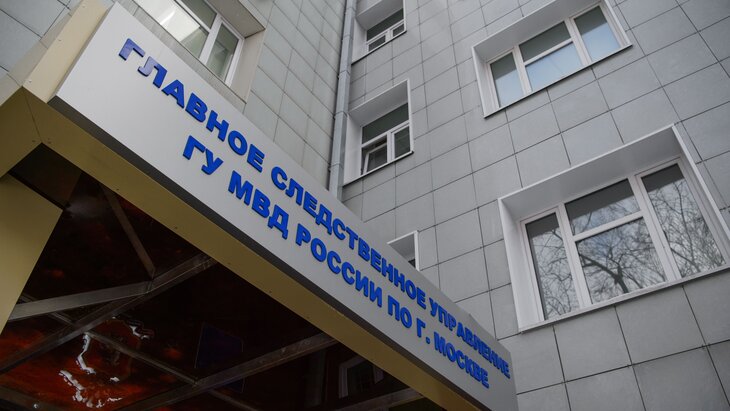 ГЛАВНОЕ СЛЕДСТВЕННОЕ УПРАВЛЕНИЕ
ГУ МВД РОССИИ ПО Г. МОСКВЕ